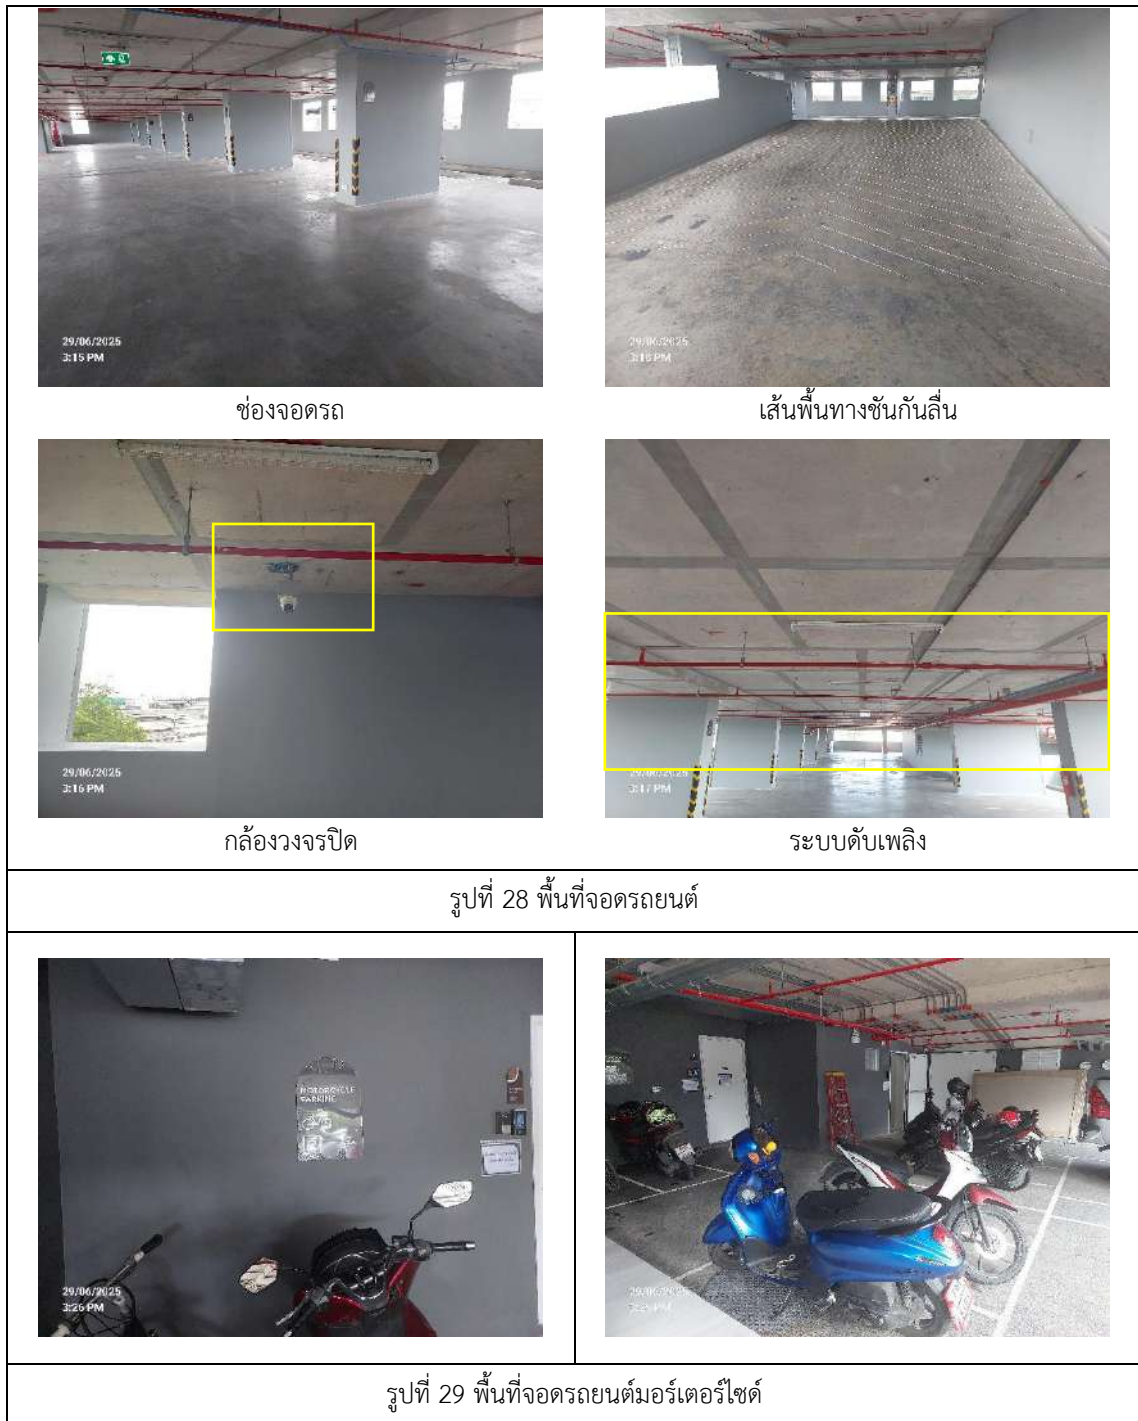 29/06/2025
3:15 PM
29/06/2025
3:16 PM
ช่องจอดรถ
เส้นพื้นทางชันกันลื่น
29/06/2025
3:16 PM
29/06/2025
3:17 PM
กล้องวงจรปิด
ระบบดับเพลิง
รูปที่ 28 พื้นที่จอดรถยนต์
MOTORCYCLE
PARKING
29/06/2025
3:26 PM
29/06/2025
รูปที่ 29 พื้นที่จอดรถยนต์มอร์เตอร์ไซด์